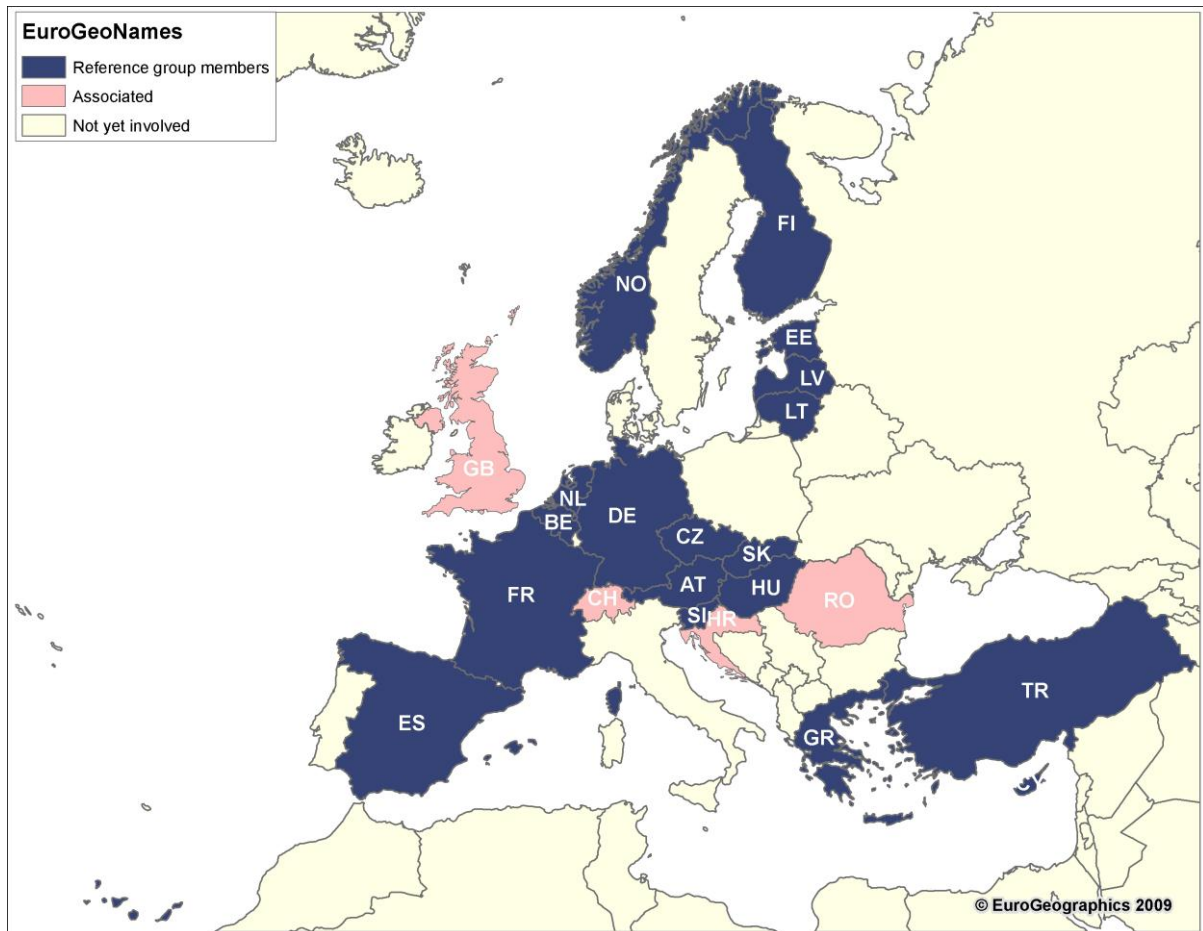 EuroGeoNames
Reference group members
Associated
Not yet involved
FI
NO
EE
LV
LT
GB
NL
DE
BE
CZ
SK
FR
AT
HU
CH
RO
SI
HR
ES
TR
GR
© EuroGeographics 2009